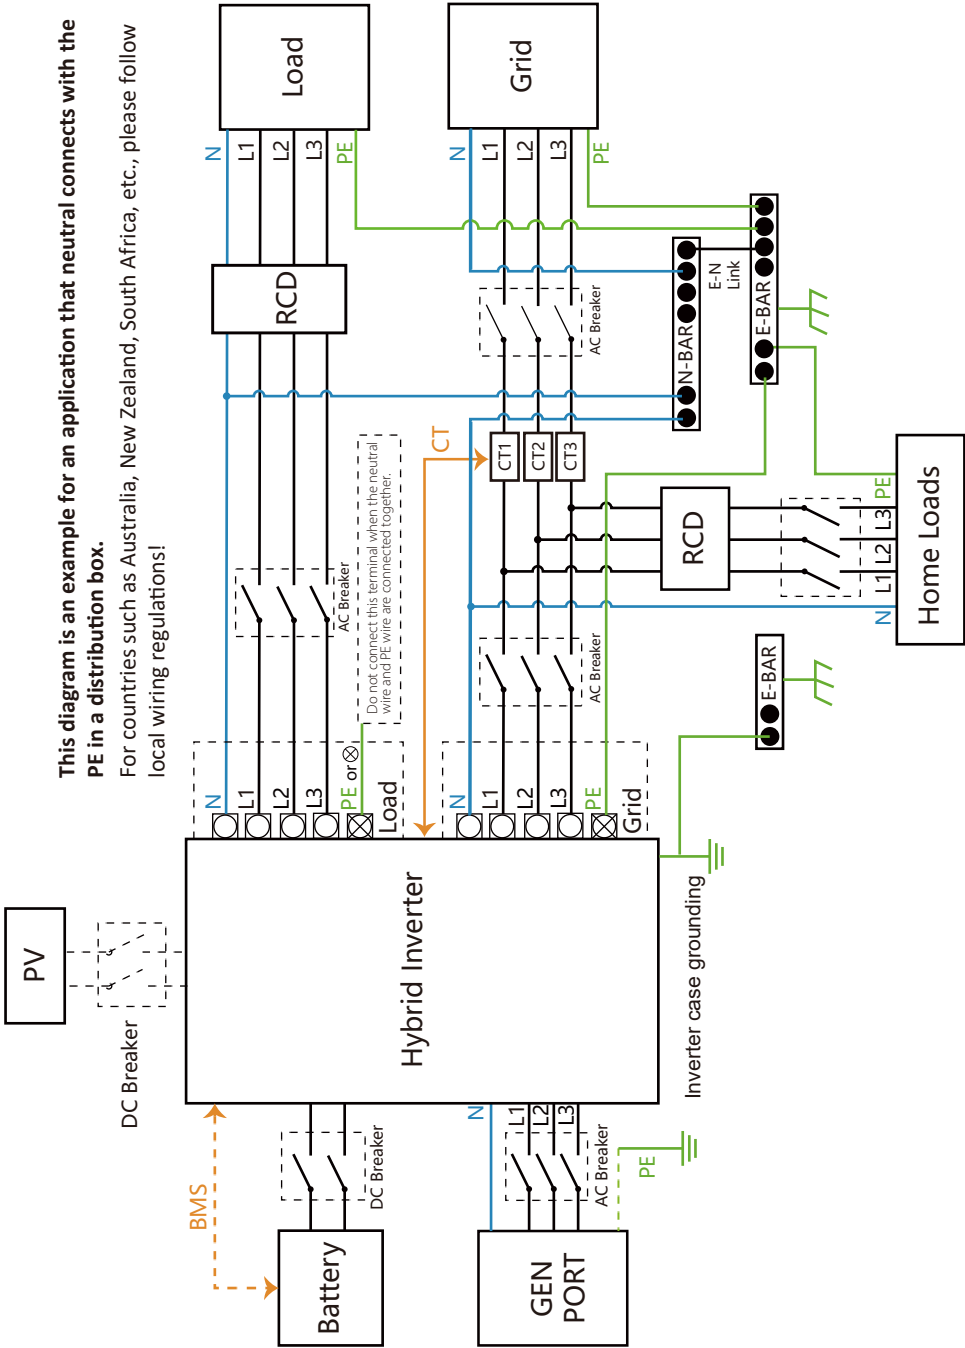 This diagram is an example for an application that neutral connects with the
PE in a distribution box.
For countries such as Australia, New Zealand, South Africa, etc., please follow
local wiring regulations!
PV
DC Breaker
BMS
Battery
DC Breaker
GEN
PORT
N
L1
L2
L3
AC Breaker
PE
Hybrid Inverter
Inverter case grounding
N
L1
L2
L3
PE or
Load
Do not connect this terminal when the neutral
wire and PE wire are connected together.
AC Breaker
RCD
N
L1
L2
L3
PE
Load
CT
N
L1
L2
L3
PE
Grid
AC Breaker
CT1
CT2
CT3
AC Breaker
N
L1
L2
L3
PE
Grid
N-BAR
E-N
Link
E-BAR
RCD
N
L1
L2
L3
PE
Home Loads
E-BAR